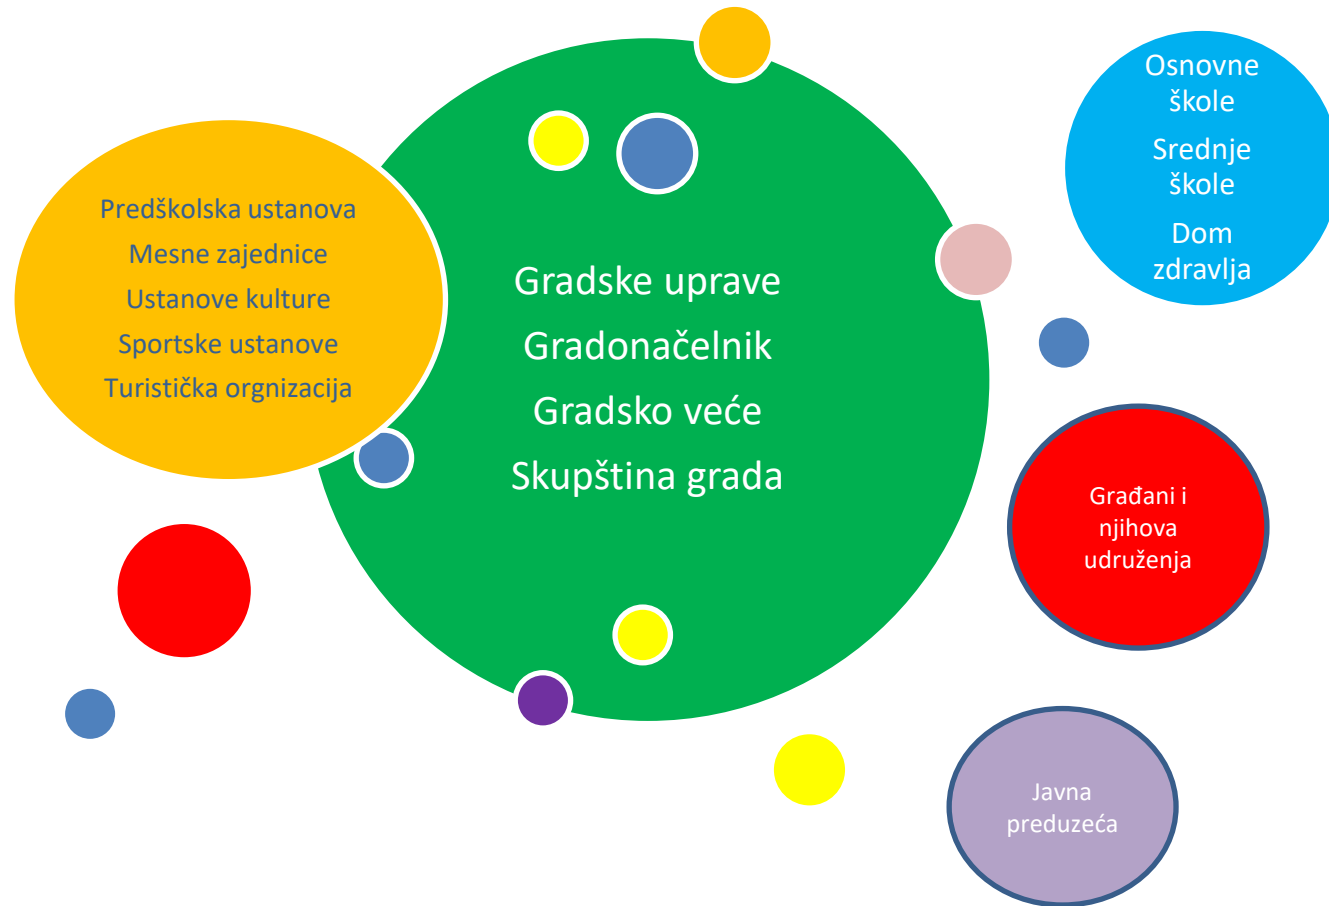 Predškolska ustanova
Mesne zajednice
Ustanove kulture
Sportske ustanove
Turistička orgnizacija
Gradske uprave
Gradonačelnik
Gradsko veće
Skupština grada
Osnovne
škole
Srednje
škole
Dom
zdravlja
Građani i
njihova
udruženja
Javna
preduzeća